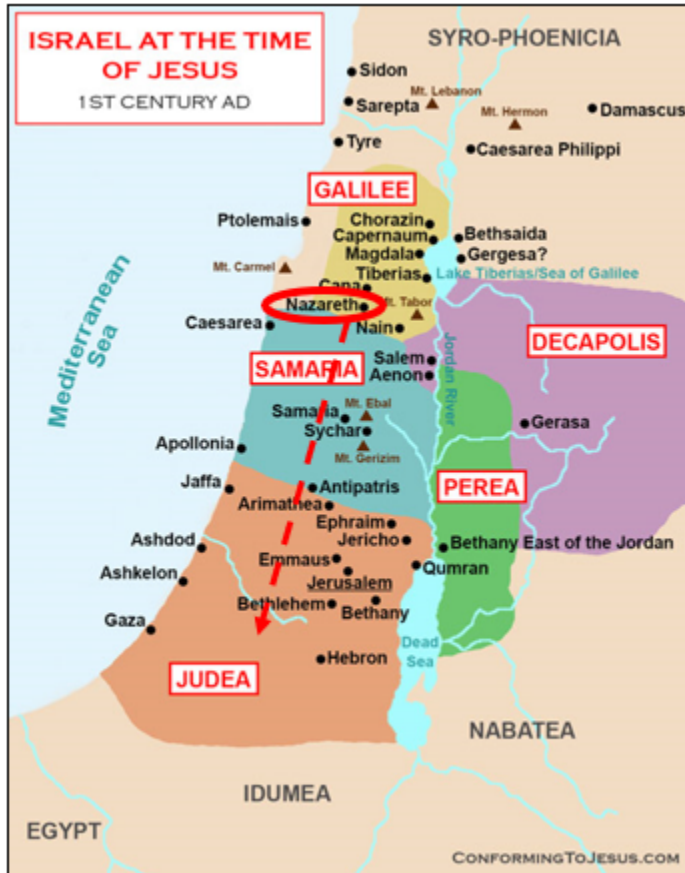 ISRAEL AT THE TIME
OF JESUS
1ST CENTURY AD
SYRO-PHOENICIA
Sidon
Mt. Lebanon
Sarepta
Mt. Hermon
Damascus
Tyre
Caesarea Philippi
GALILEE
Ptolemais
Chorazin
Capernaum
Bethsaida
Magdala
Gergesa?
Mt. Carmel
Tiberias
Lake Tiberias/Sea of Galilee
Cana
Nazareth
Mt. Tabor
Caesarea
Nain
Mediterranean
Sea
Jordan River
DECAPOLIS
SAMARIA
Salem
Aenon
Samaria
Mt. Ebal
Sychar
Gerasa
Mt. Gerizim
Apollonia
Jaffa
Antipatris
PEREA
Arimathea
Ephraim
Jericho
Ashdod
Bethany East of the Jordan
Emmaus
Qumran
Ashkelon
Jerusalem
Bethlehem
Bethany
Gaza
Dead
Sea
Hebron
JUDEA
NABATEA
IDUMEA
EGYPT
CONFORMINGTOJESUS.COM